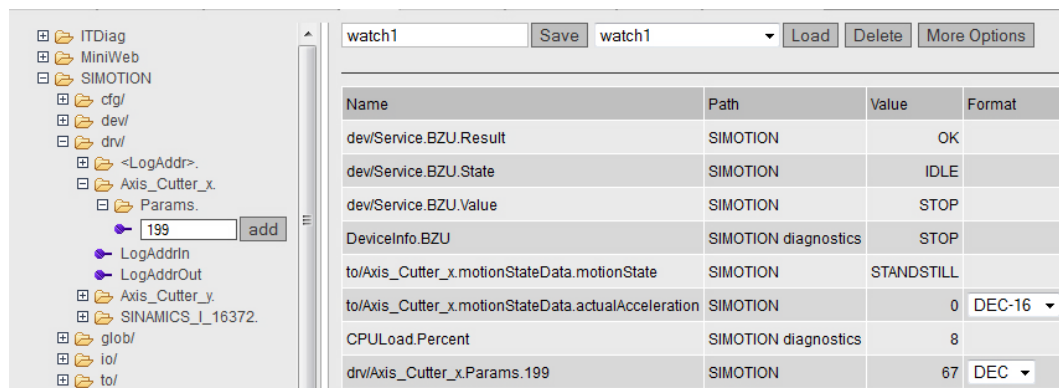 ITDiag
MiniWeb
SIMOTION
cfg/
dev/
drv/
<LogAddr>.
Axis_Cutter_x.
Params.
199 add
LogAddrIn
LogAddrOut
Axis_Cutter_y.
SINAMICS_I_16372.
glob/
io/
to/
watch1 Save watch1 Load Delete More Options
Name Path Value Format
dev/Service.BZU.Result SIMOTION OK
dev/Service.BZU.State SIMOTION IDLE
dev/Service.BZU.Value SIMOTION STOP
DeviceInfo.BZU SIMOTION diagnostics STOP
to/Axis_Cutter_x.motionStateData.motionState SIMOTION STANDSTILL
to/Axis_Cutter_x.motionStateData.actualAcceleration SIMOTION 0 DEC-16
CPULoad.Percent SIMOTION diagnostics 8
drv/Axis_Cutter_x.Params.199 SIMOTION 67 DEC